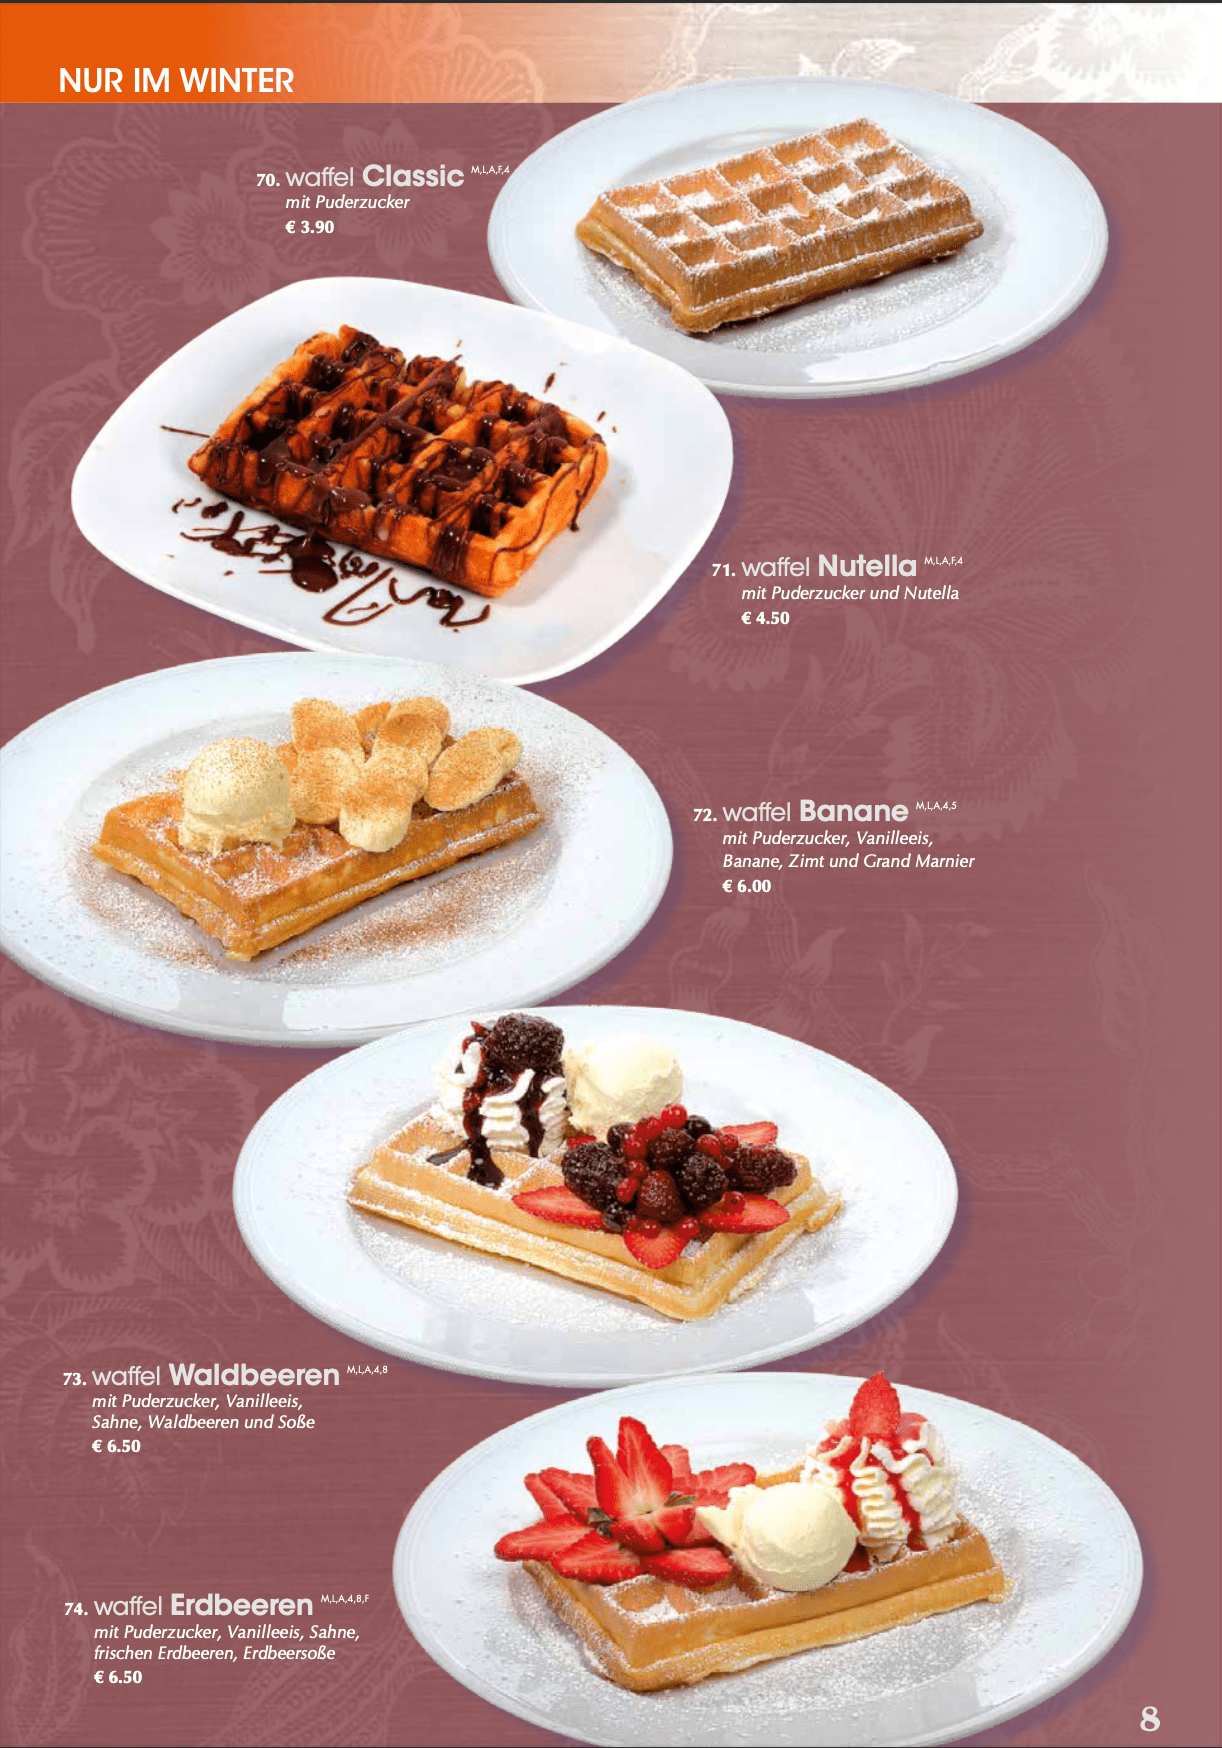 NUR IM WINTER
70. waffel Classic M,L,A,F,4
mit Puderzucker
€ 3.90
71. waffel Nutella M,L,A,F,4
mit Puderzucker und Nutella
€ 4.50
72. waffel Banane M,L,A,4,5
mit Puderzucker, Vanilleeis,
Banane, Zimt und Grand Marnier
€ 6.00
73. waffel Waldbeeren M,L,A,4,8
mit Puderzucker, Vanilleeis,
Sahne, Waldbeeren und Soße
€ 6.50
74. waffel Erdbeeren M,L,A,4,8,F
mit Puderzucker, Vanilleeis, Sahne,
frischen Erdbeeren, Erdbeersoße
€ 6.50
8